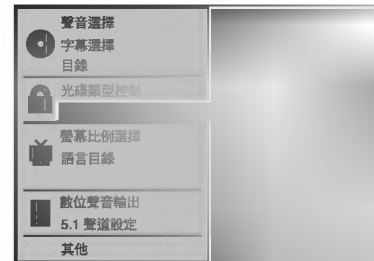 聲音選擇
字幕選擇
目錄
光碟類型控制
螢幕比例選擇
語言目錄
數位聲音輸出
5.1 聲道設定
其他